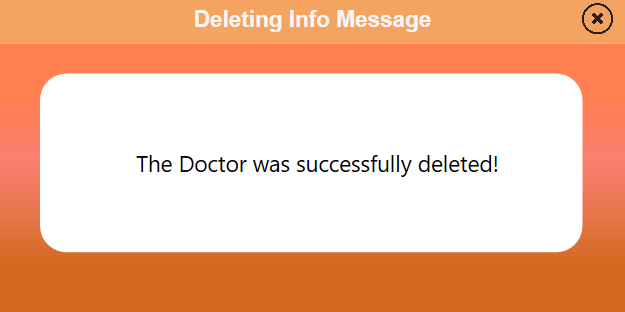 Deleting Info Message
The Doctor was successfully deleted!